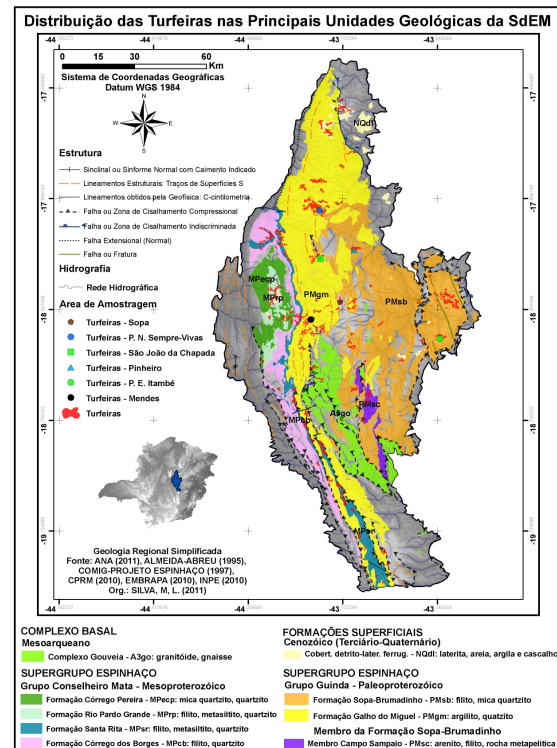 Distribuição das Turfeiras nas Principais Unidades Geológicas da SdEM
0 15 30 60
Km
Sistema de Coordenadas Geográficas
Datum WGS 1984
N
W E
S
Estrutura
Sinclinal ou Sinforme Normal com Caimento Indicado
Lineamentos Estruturais: Traços de Superfícies S
Lineamentos obtidos pela Geofísica: C-cintilometria
Falha ou Zona de Cisalhamento Compressional
Falha ou Zona de Cisalhamento Indiscriminada
Falha Extensional (Normal)
Falha ou Fratura
Hidrografia
Rede Hidrográfica
Area de Amostragem
Turfeiras - Sopa
Turfeiras - P. N. Sempre-Vivas
Turfeiras - São João da Chapada
Turfeiras - Pinheiro
Turfeiras - P. E. Itambé
Turfeiras - Mendes
Turfeiras
NQdl
MPecp
MPrp
PMgm
PMsb
PMsc
A3go
MPcb
MPsr
-17
-17
-18
-18
-19
-44
-44
-43
-43
Geologia Regional Simplificada
Fonte: ANA (2011), ALMEIDA-ABREU (1995),
COMIG-PROJETO ESPINHAÇO (1997),
CPRM (2010), EMBRAPA (2010), INPE (2010)
Org.: SILVA, M, L. (2011)
COMPLEXO BASAL
Mesoarqueano
Complexo Gouveia - A3go: granitóide, gnaisse
SUPERGRUPO ESPINHAÇO
Grupo Conselheiro Mata - Mesoproterozóico
Formação Córrego Pereira - MPecp: mica quartzito, quartzito
Formação Rio Pardo Grande - MPrp: filito, metasiltito, quartzito
Formação Santa Rita - MPsr: filito, metasiltito, quartzito
Formação Córrego dos Borges - MPcb: filito, quartzito
FORMAÇÕES SUPERFICIAIS
Cenozóico (Terciário-Quaternário)
Cobert. detrito-later. ferrug. - NQdl: laterita, areia, argila e cascalho
SUPERGRUPO ESPINHAÇO
Grupo Guinda - Paleoproterozóico
Formação Sopa-Brumadinho - PMsb: filito, mica quartzito
Formação Galho do Miguel - PMgm: argilito, quatzito
Membro da Formação Sopa-Brumadinho
Membro Campo Sampaio - PMsc: arenito, filito, rocha metapelítica